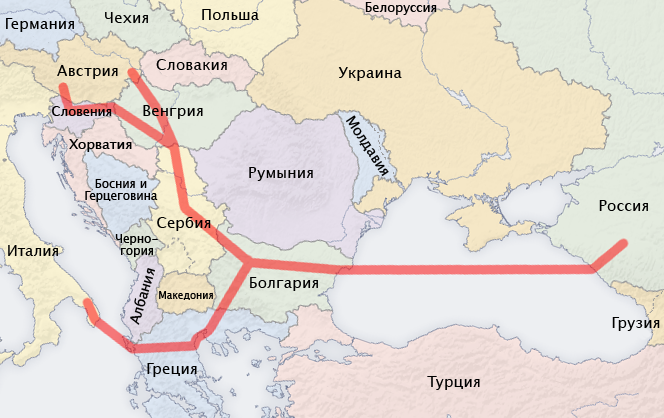 Германия
Чехия
Польша
Белоруссия
Австрия
Словакия
Украина
Словения
Венгрия
Хорватия
Молдавия
Румыния
Босния и
Герцеговина
Россия
Сербия
Италия
Черно-
гория
Албания
Македония
Болгария
Грузия
Греция
Турция